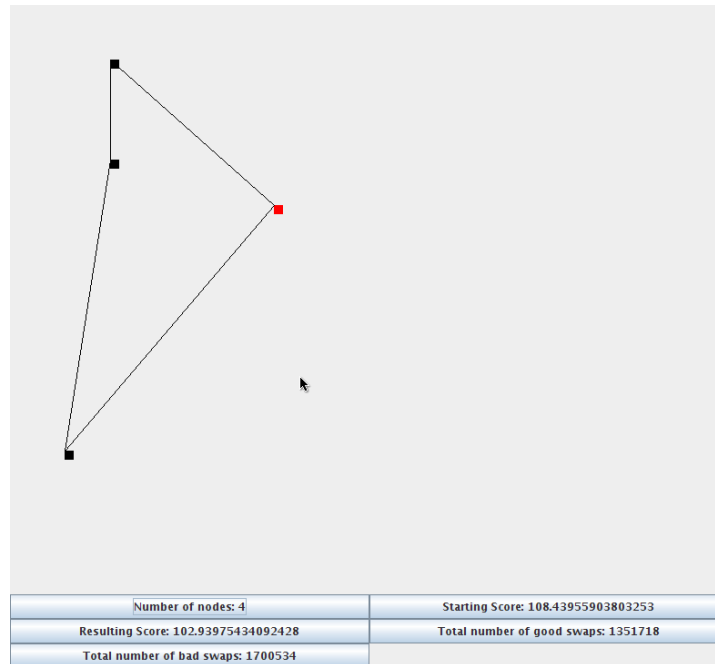 Number of nodes: 4
Starting Score: 108.43955903803253
Resulting Score: 102.93975434092428
Total number of good swaps: 1351718
Total number of bad swaps: 1700534